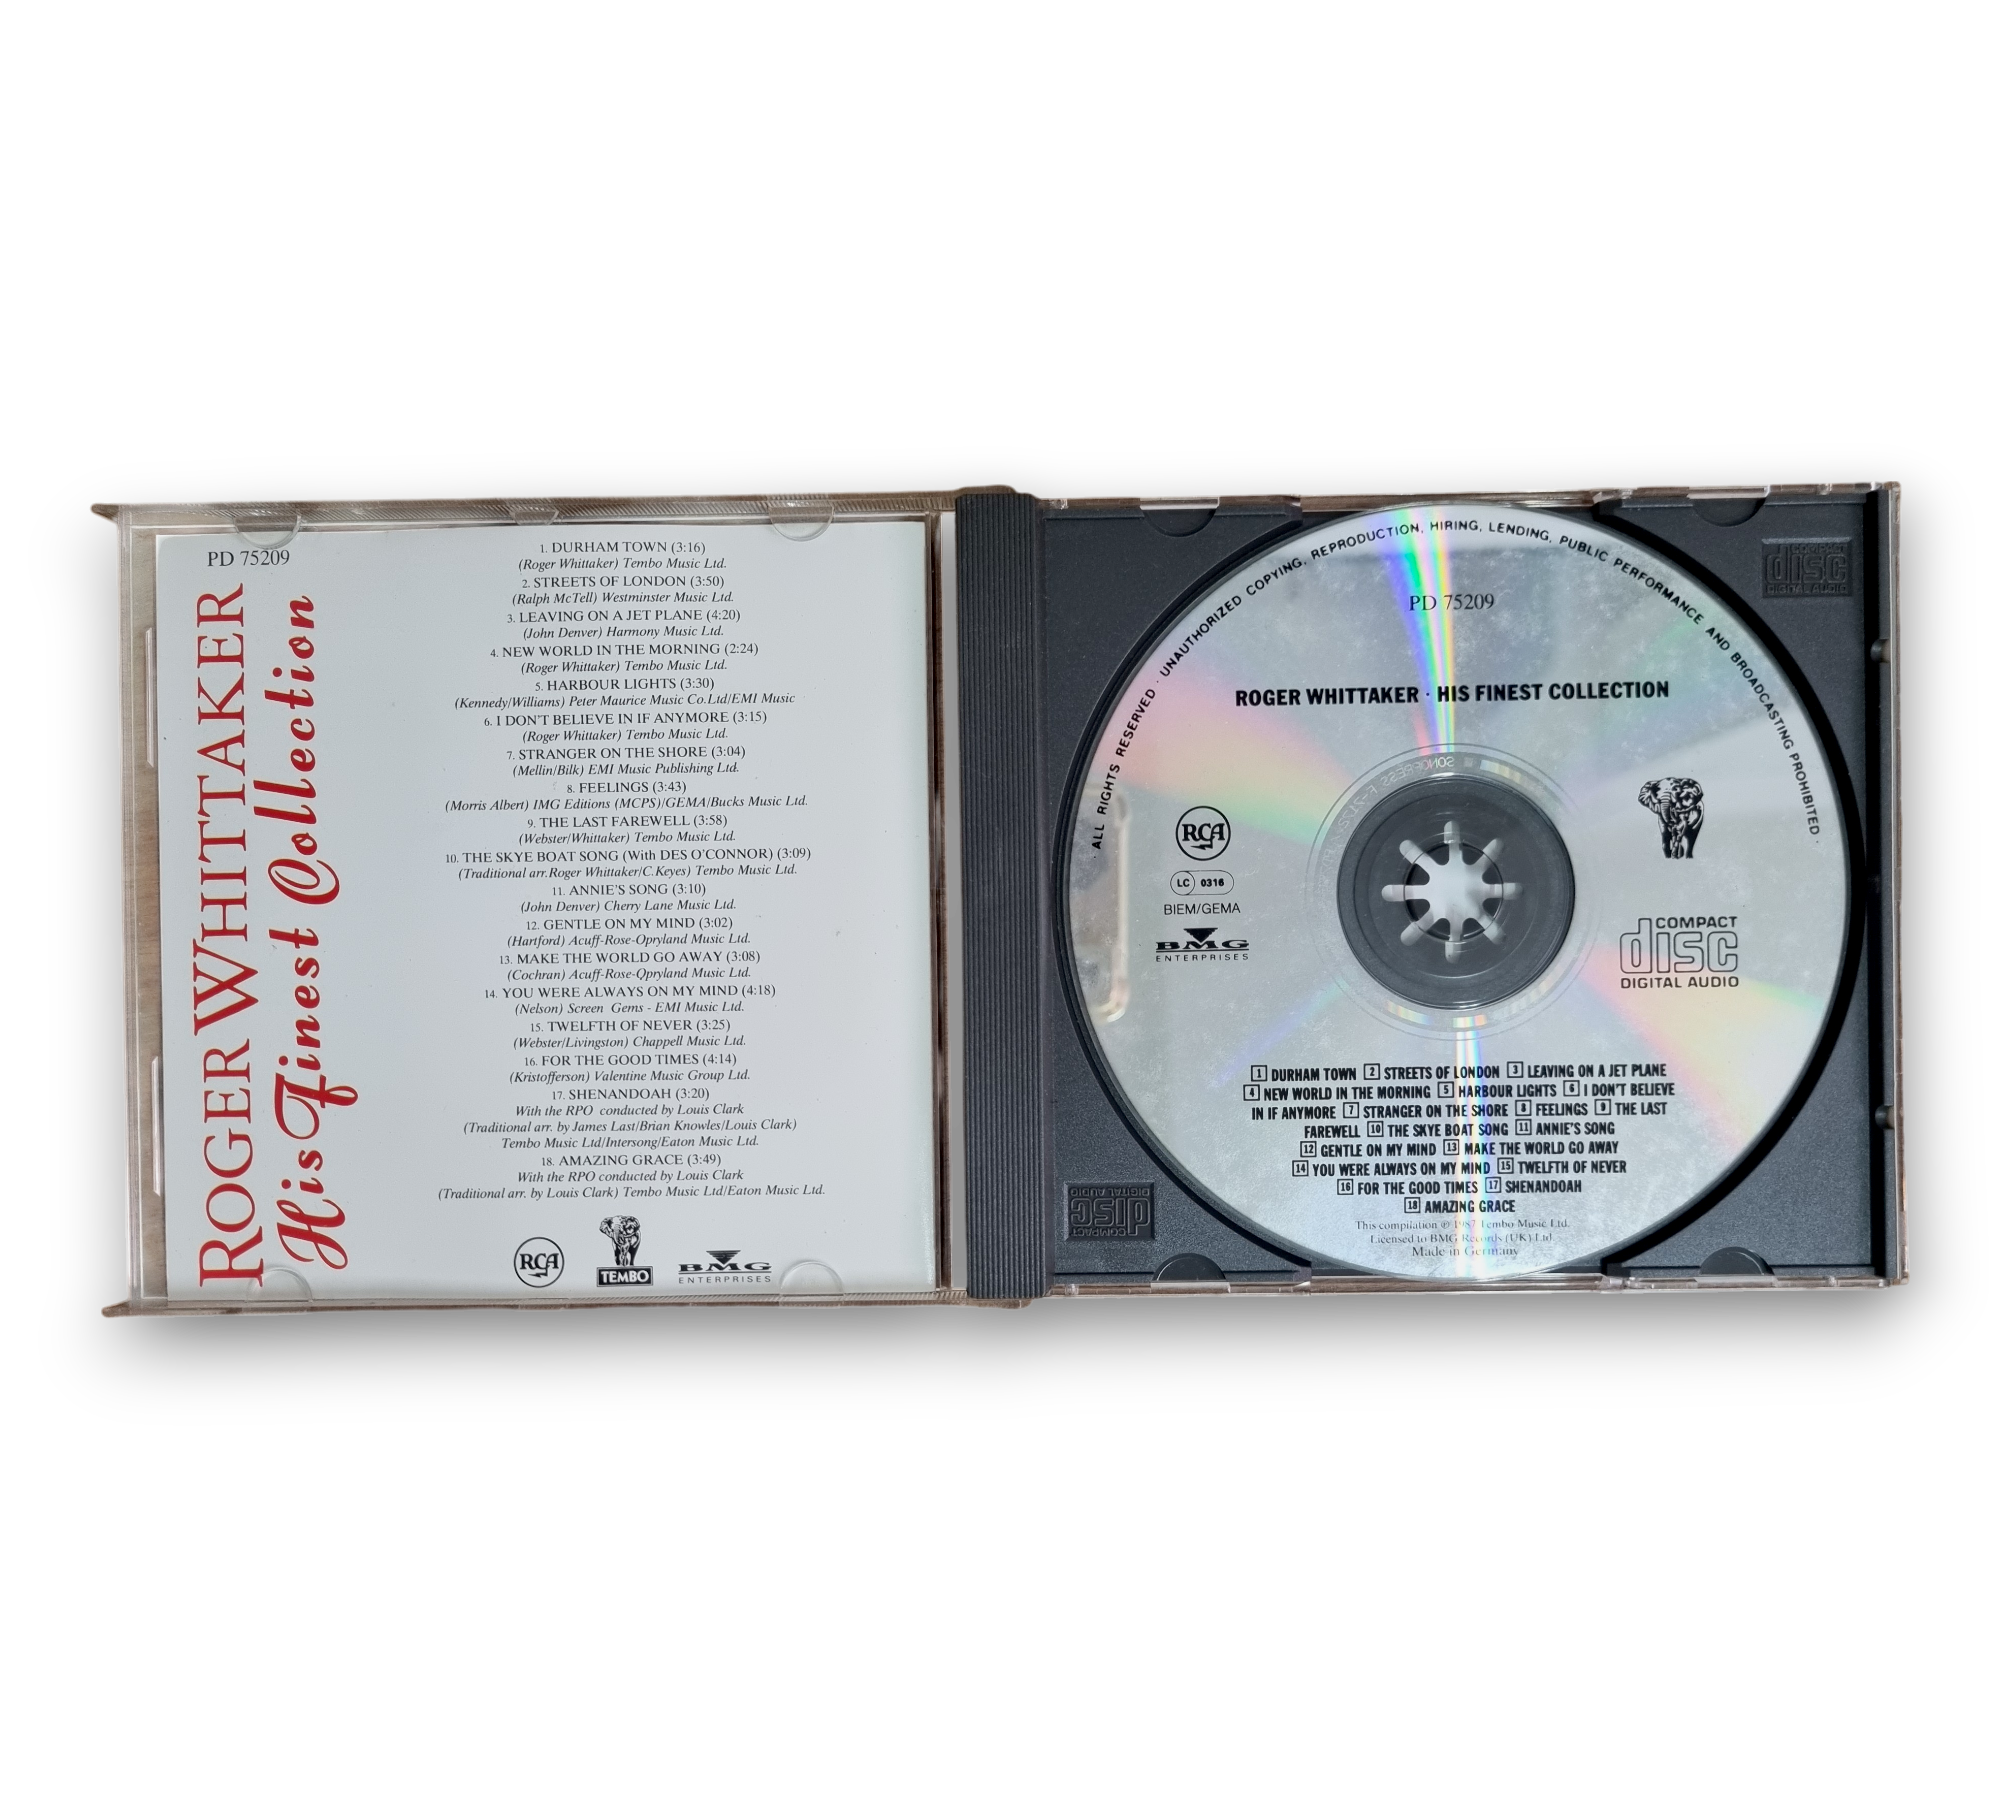 PD 75209
ROGER WHITTAKER
His Finest Collection
1. DURHAM TOWN (3:16)
(Roger Whittaker) Tembo Music Ltd.
2. STREETS OF LONDON (3:50)
(Ralph McTell) Westminster Music Ltd.
3. LEAVING ON A JET PLANE (4:20)
(John Denver) Harmony Music Ltd.
4. NEW WORLD IN THE MORNING (2:24)
(Roger Whittaker) Tembo Music Ltd.
5. HARBOUR LIGHTS (3:30)
(Kennedy/Williams) Peter Maurice Music Co.Ltd/EMI Music
6. I DON'T BELIEVE IN IF ANYMORE (3:15)
(Roger Whittaker) Tembo Music Ltd.
7. STRANGER ON THE SHORE (3:04)
(Mellin/Bilk) EMI Music Publishing Ltd.
8. FEELINGS (3:43)
(Morris Albert) IMG Editions (MCPS)/GEMA/Bucks Music Ltd.
9. THE LAST FAREWELL (3:58)
(Webster/Whittaker) Tembo Music Ltd.
10. THE SKYE BOAT SONG (With DES O'CONNOR) (3:09)
(Traditional arr.Roger Whittaker/C.Keyes) Tembo Music Ltd.
11. ANNIE'S SONG (3:10)
(John Denver) Cherry Lane Music Ltd.
12. GENTLE ON MY MIND (3:02)
(Hartford) Acuff-Rose-Opryland Music Ltd.
13. MAKE THE WORLD GO AWAY (3:08)
(Cochran) Acuff-Rose-Opryland Music Ltd.
14. YOU WERE ALWAYS ON MY MIND (4:18)
(Nelson) Screen Gems - EMI Music Ltd.
15. TWELFTH OF NEVER (3:25)
(Webster/Livingston) Chappell Music Ltd.
16. FOR THE GOOD TIMES (4:14)
(Kristofferson) Valentine Music Group Ltd.
17. SHENANDOAH (3:20)
With the RPO conducted by Louis Clark
(Traditional arr. by James Last/Brian Knowles/Louis Clark)
Tembo Music Ltd/Intersong/Eaton Music Ltd.
18. AMAZING GRACE (3:49)
With the RPO conducted by Louis Clark
(Traditional arr. by Louis Clark) Tembo Music Ltd/Eaton Music Ltd.
RCA
TEMBO
BMG
ENTERPRISES
· ALL RIGHTS RESERVED · UNAUTHORIZED COPYING, REPRODUCTION, HIRING, LENDING, PUBLIC PERFORMANCE AND BROADCASTING PROHIBITED
PD 75209
ROGER WHITTAKER · HIS FINEST COLLECTION
SONOPRESS
RCA
LC 0316
BIEM/GEMA
BMG
ENTERPRISES
COMPACT
disc
DIGITAL AUDIO
1 DURHAM TOWN 2 STREETS OF LONDON 3 LEAVING ON A JET PLANE
4 NEW WORLD IN THE MORNING 5 HARBOUR LIGHTS 6 I DON'T BELIEVE
IN IF ANYMORE 7 STRANGER ON THE SHORE 8 FEELINGS 9 THE LAST
FAREWELL 10 THE SKYE BOAT SONG 11 ANNIE'S SONG
12 GENTLE ON MY MIND 13 MAKE THE WORLD GO AWAY
14 YOU WERE ALWAYS ON MY MIND 15 TWELFTH OF NEVER
16 FOR THE GOOD TIMES 17 SHENANDOAH
18 AMAZING GRACE
This compilation ℗ 1987 Tembo Music Ltd.
Licensed to BMG Records (UK) Ltd.
Made in Germany
COMPACT
disc
DIGITAL AUDIO
COMPACT
disc
DIGITAL AUDIO